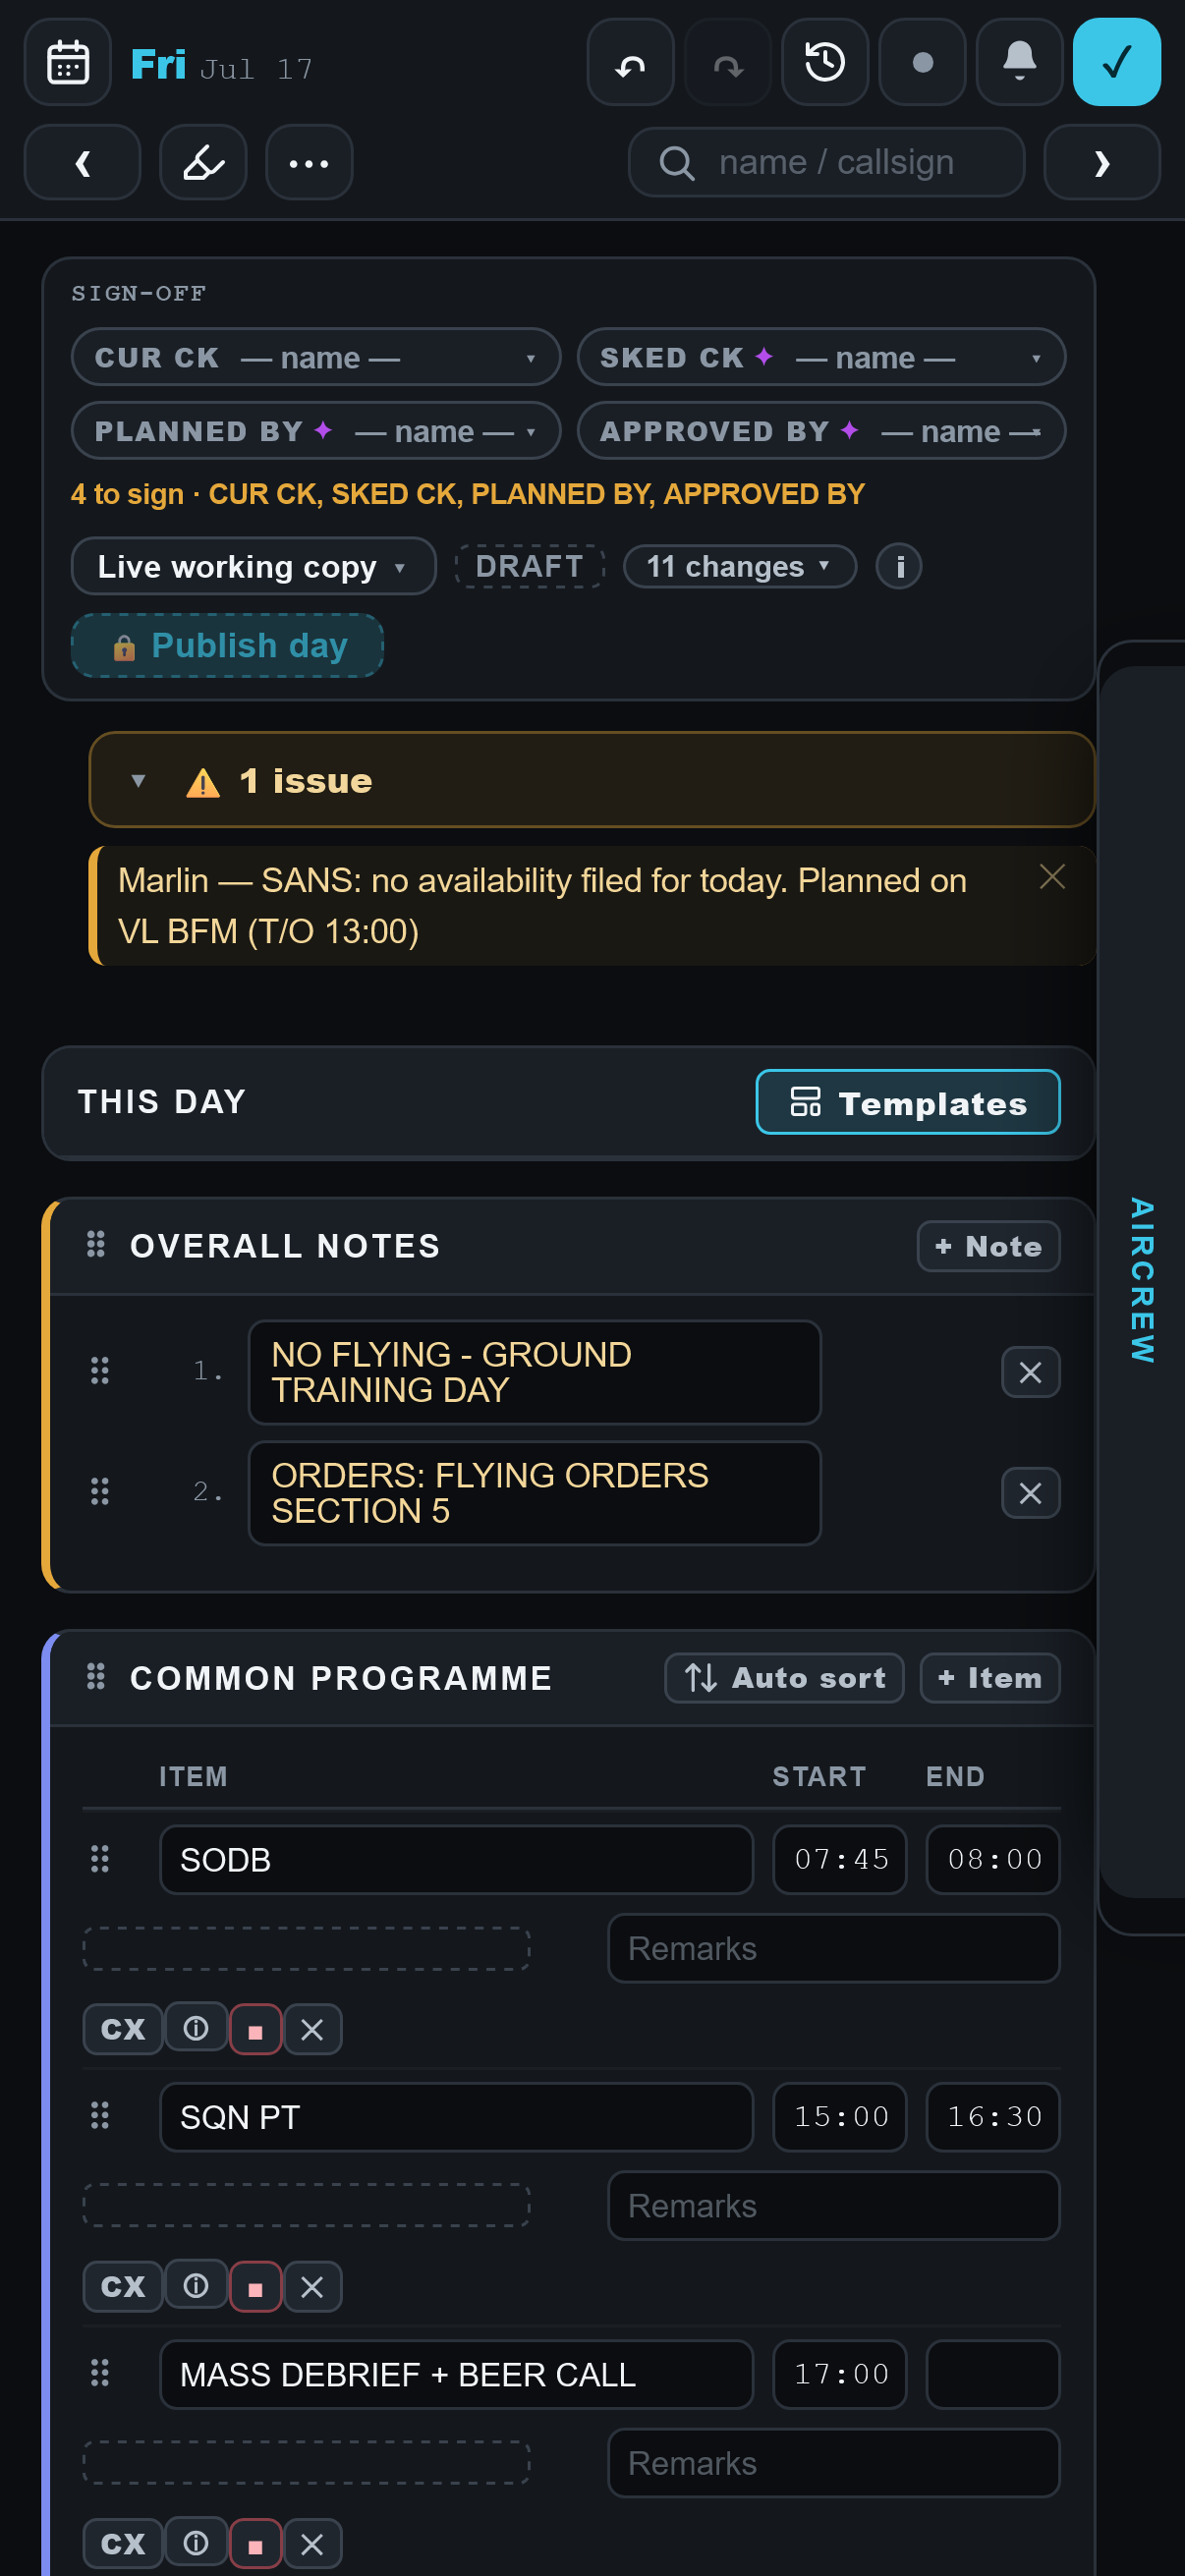 Fri Jul 17
name / callsign
SIGN-OFF
CUR CK — name —
SKED CK — name —
PLANNED BY — name —
APPROVED BY — name —
4 to sign · CUR CK, SKED CK, PLANNED BY, APPROVED BY
Live working copy
DRAFT
11 changes
i
Publish day
1 issue
Marlin — SANS: no availability filed for today. Planned on
VL BFM (T/O 13:00)
THIS DAY
Templates
AIRCREW
OVERALL NOTES
+ Note
1.
NO FLYING - GROUND
TRAINING DAY
2.
ORDERS: FLYING ORDERS
SECTION 5
COMMON PROGRAMME
Auto sort
+ Item
ITEM START END
SODB 07:45 08:00
Remarks
CX
SQN PT 15:00 16:30
Remarks
CX
MASS DEBRIEF + BEER CALL 17:00
Remarks
CX